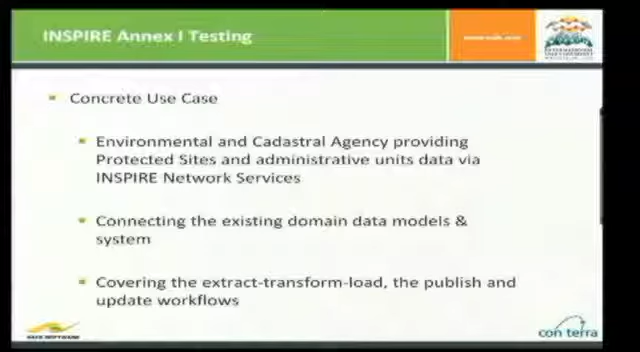 INSPIRE Annex I Testing
Concrete Use Case
Environmental and Cadastral Agency providing
Protected Sites and administrative units data via
INSPIRE Network Services
Connecting the existing domain data models &
system
Covering the extract-transform-load, the publish and
update workflows
SAFE SOFTWARE
con terra